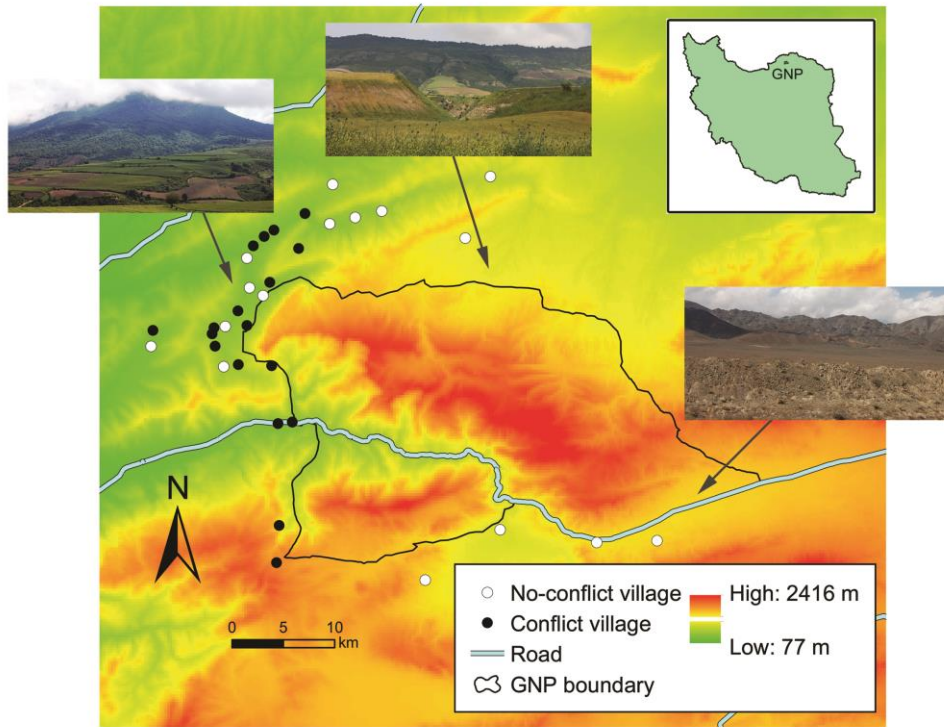 GNP
N
0 5 10
km
No-conflict village
Conflict village
Road
GNP boundary
High: 2416 m
Low: 77 m